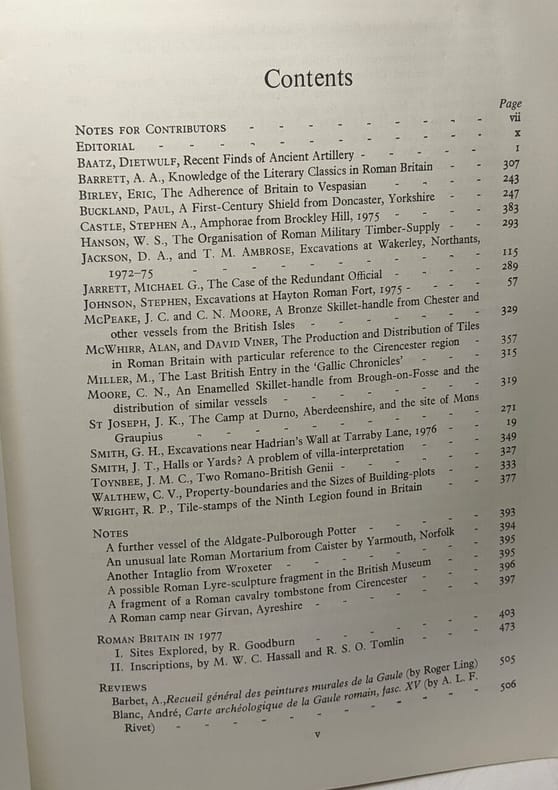 Contents
Page
NOTES FOR CONTRIBUTORS - - - - - - - - vii
EDITORIAL - - - - - - - - - - x
BAATZ, DIETWULF, Recent Finds of Ancient Artillery - - - - - 1
BARRETT, A. A., Knowledge of the Literary Classics in Roman Britain - - 307
BIRLEY, ERIC, The Adherence of Britain to Vespasian - - - - 243
BUCKLAND, PAUL, A First-Century Shield from Doncaster, Yorkshire - - 247
CASTLE, STEPHEN A., Amphorae from Brockley Hill, 1975 - - - - 383
HANSON, W. S., The Organisation of Roman Military Timber-Supply - - 293
JACKSON, D. A., and T. M. AMBROSE, Excavations at Wakerley, Northants,
1972-75 - - - - - - - - - 115
JARRETT, MICHAEL G., The Case of the Redundant Official - - - - 289
JOHNSON, STEPHEN, Excavations at Hayton Roman Fort, 1975 - - - - 57
MCPEAKE, J. C. and C. N. MOORE, A Bronze Skillet-handle from Chester and
other vessels from the British Isles - - - - - - 329
MCWHIRR, ALAN, and DAVID VINER, The Production and Distribution of Tiles
in Roman Britain with particular reference to the Cirencester region - 357
MILLER, M., The Last British Entry in the 'Gallic Chronicles' - - - 315
MOORE, C. N., An Enamelled Skillet-handle from Brough-on-Fosse and the
distribution of similar vessels - - - - - - 319
ST JOSEPH, J. K., The Camp at Durno, Aberdeenshire, and the site of Mons
Graupius - - - - - - - - - 271
SMITH, G. H., Excavations near Hadrian's Wall at Tarraby Lane, 1976 - - 19
SMITH, J. T., Halls or Yards? A problem of villa-interpretation - - - 349
TOYNBEE, J. M. C., Two Romano-British Genii - - - - - 327
WALTHEW, C. V., Property-boundaries and the Sizes of Building-plots - - 333
WRIGHT, R. P., Tile-stamps of the Ninth Legion found in Britain - - 377
NOTES
A further vessel of the Aldgate-Pulborough Potter - - - - 393
An unusual late Roman Mortarium from Caister by Yarmouth, Norfolk - 394
Another Intaglio from Wroxeter - - - - - - 395
A possible Roman Lyre-sculpture fragment in the British Museum - - 395
A fragment of a Roman cavalry tombstone from Cirencester - - - 396
A Roman camp near Girvan, Ayreshire - - - - - 397
ROMAN BRITAIN IN 1977
I. Sites Explored, by R. Goodburn - - - - - 403
II. Inscriptions, by M. W. C. Hassall and R. S. O. Tomlin - - - 473
REVIEWS
Barbet, A.,Recueil général des peintures murales de la Gaule (by Roger Ling) 505
Blanc, André, Carte archéologique de la Gaule romain, fasc. XV (by A. L. F.
Rivet) - - - - - - - - - 506
v